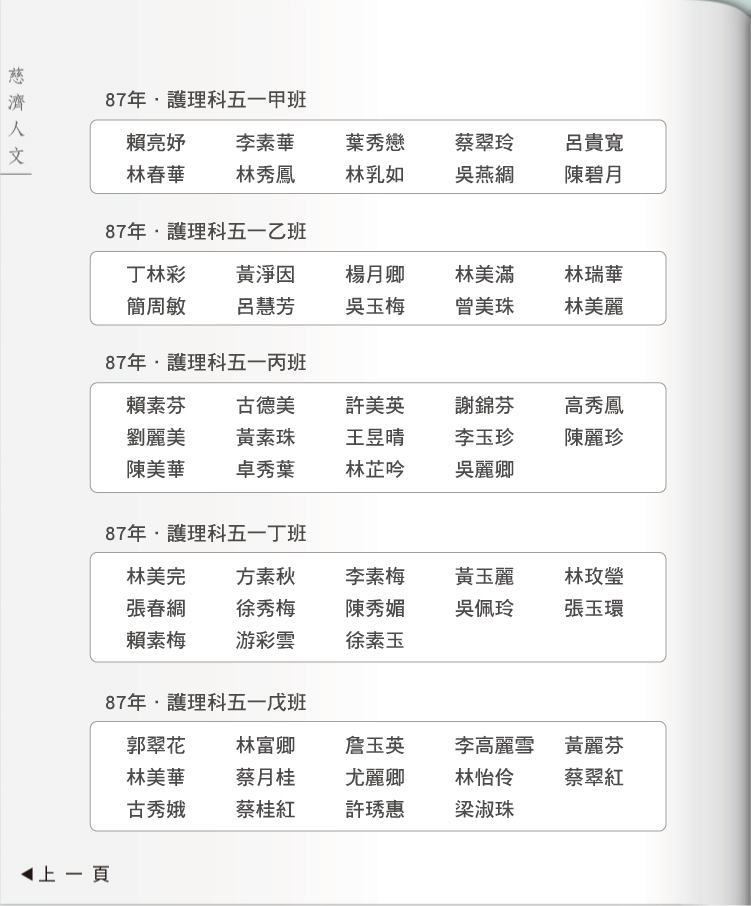 慈濟人文
87年‧護理科五一甲班
賴亮妤 李素華 葉秀戀 蔡翠玲 呂貴寬
林春華 林秀鳳 林乳如 吳燕綢 陳碧月
87年‧護理科五一乙班
丁林彩 黃淨因 楊月卿 林美滿 林瑞華
簡周敏 呂慧芳 吳玉梅 曾美珠 林美麗
87年‧護理科五一丙班
賴素芬 古德美 許美英 謝錦芬 高秀鳳
劉麗美 黃素珠 王昱晴 李玉珍 陳麗珍
陳美華 卓秀葉 林芷吟 吳麗卿
87年‧護理科五一丁班
林美完 方素秋 李素梅 黃玉麗 林玫瑩
張春綢 徐秀梅 陳秀媚 吳佩玲 張玉環
賴素梅 游彩雲 徐素玉
87年‧護理科五一戊班
郭翠花 林富卿 詹玉英 李高麗雪 黃麗芬
林美華 蔡月桂 尤麗卿 林怡伶 蔡翠紅
古秀娥 蔡桂紅 許琇惠 梁淑珠
◀上一頁